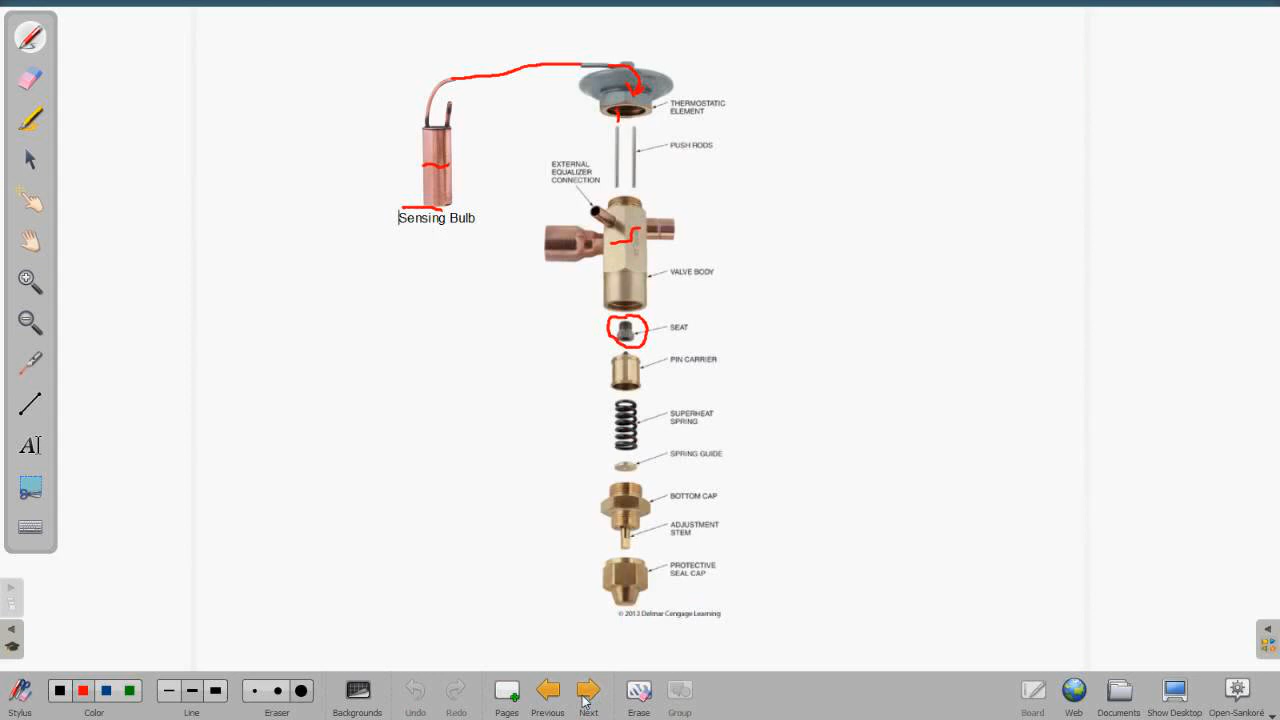 THERMOSTATIC
ELEMENT
PUSH RODS
EXTERNAL
EQUALIZER
CONNECTION
Sensing Bulb
VALVE BODY
SEAT
PIN CARRIER
SUPERHEAT
SPRING
SPRING GUIDE
BOTTOM CAP
ADJUSTMENT
STEM
PROTECTIVE
SEAL CAP
© 2013 Delmar Cengage Learning
Stylus
Color
Line
Eraser
Backgrounds
Undo
Redo
Pages
Previous
Next
Erase
Group
Board
Web
Documents
Show Desktop
Open-Sankoré